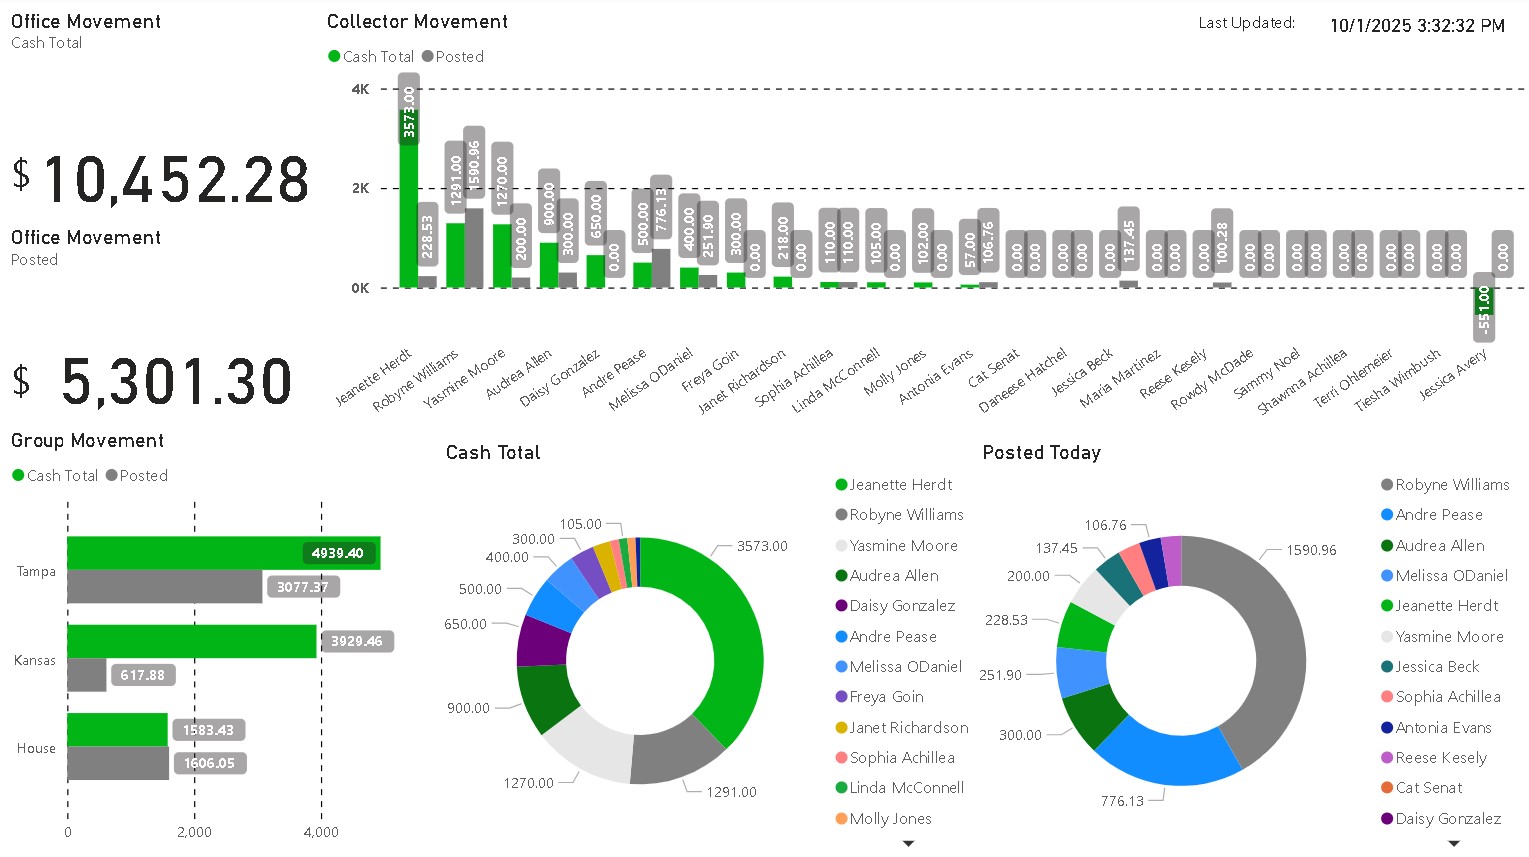 Office Movement
Cash Total
$ 10,452.28
Office Movement
Posted
$ 5,301.30
Collector Movement
Cash Total Posted
Last Updated: 10/1/2025 3:32:32 PM
4K
2K
0K
3573.00 228.53 1291.00 1590.96 1270.00 200.00 900.00 300.00 650.00 0.00 500.00 776.13 400.00 251.90 300.00 0.00 218.00 0.00 110.00 110.00 105.00 0.00 102.00 0.00 57.00 106.76 0.00 0.00 0.00 0.00 0.00 137.45 0.00 0.00 0.00 100.28 0.00 0.00 0.00 0.00 0.00 0.00 0.00 0.00 0.00 0.00 -551.00 0.00
Jeanette Herdt
Robyne Williams
Yasmine Moore
Audrea Allen
Daisy Gonzalez
Andre Pease
Melissa ODaniel
Freya Goin
Janet Richardson
Sophia Achillea
Linda McConnell
Molly Jones
Antonia Evans
Cat Senat
Daneese Hatchel
Jessica Beck
Maria Martinez
Reese Kesely
Rowdy McDade
Sammy Noel
Shawna Achillea
Terri Ohlemeier
Tiesha Wimbush
Jessica Avery
Group Movement
Cash Total Posted
Tampa
4939.40
3077.37
Kansas
3929.46
617.88
House
1583.43
1606.05
0 2,000 4,000
Cash Total
105.00
300.00
400.00
500.00
650.00
900.00
1270.00
1291.00
3573.00
Jeanette Herdt
Robyne Williams
Yasmine Moore
Audrea Allen
Daisy Gonzalez
Andre Pease
Melissa ODaniel
Freya Goin
Janet Richardson
Sophia Achillea
Linda McConnell
Molly Jones
Posted Today
106.76
137.45
200.00
228.53
251.90
300.00
776.13
1590.96
Robyne Williams
Andre Pease
Audrea Allen
Melissa ODaniel
Jeanette Herdt
Yasmine Moore
Jessica Beck
Sophia Achillea
Antonia Evans
Reese Kesely
Cat Senat
Daisy Gonzalez